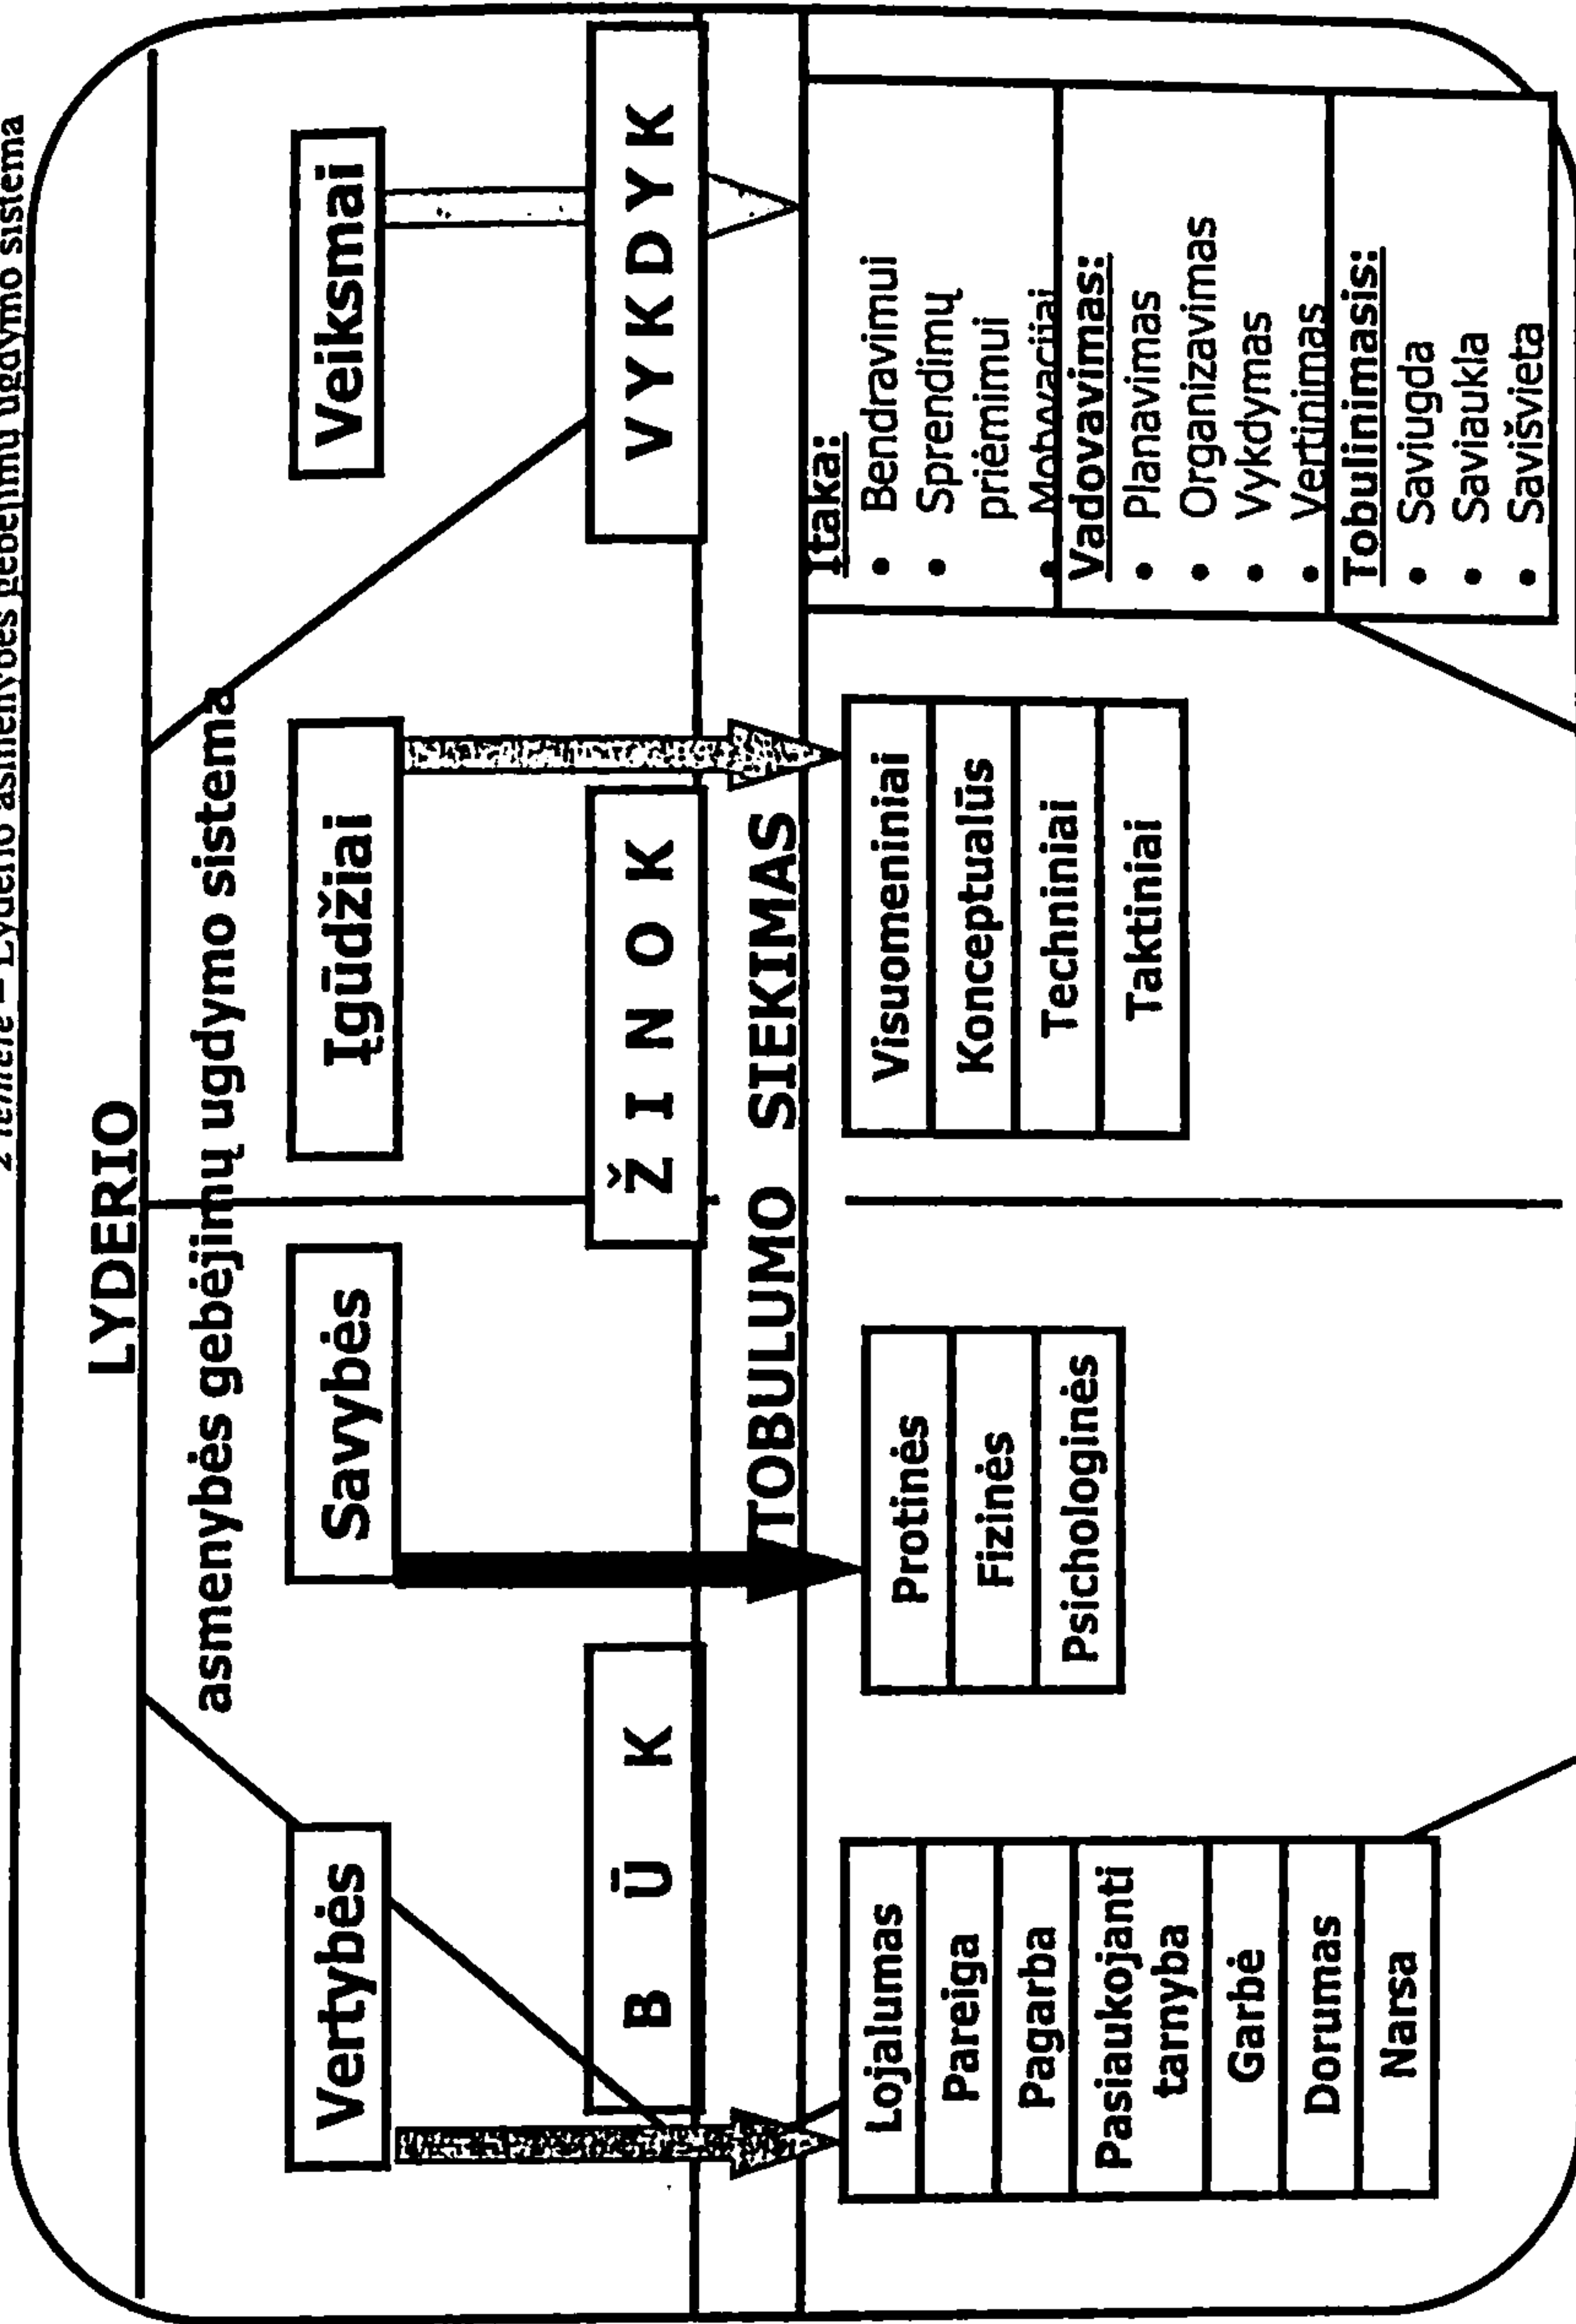 Lyderio asmenybės gebėjimų ugdymo sistema
LYDERIO
asmenybės gebėjimų ugdymo sistema
Vertybės
Savybės
Įgūdžiai
Veiksmai
B Ū K
Ž I N O K
V Y K D Y K
TOBULUMO SIEKIMAS
Lojalumas
Pareiga
Pagarba
Pasiaukojanti
tarnyba
Garbė
Dorumas
Narsa
Protinės
Fizinės
Psichologinės
Visuomeniniai
Konceptualūs
Techniniai
Taktiniai
Įtaka:
• Bendravimui
• Sprendimų
priėmimui
• Motyvacijai
Vadovavimas:
• Planavimas
• Organizavimas
• Vykdymas
• Vertinimas
Tobulinimasis:
• Saviugda
• Saviaukla
• Savišvieta